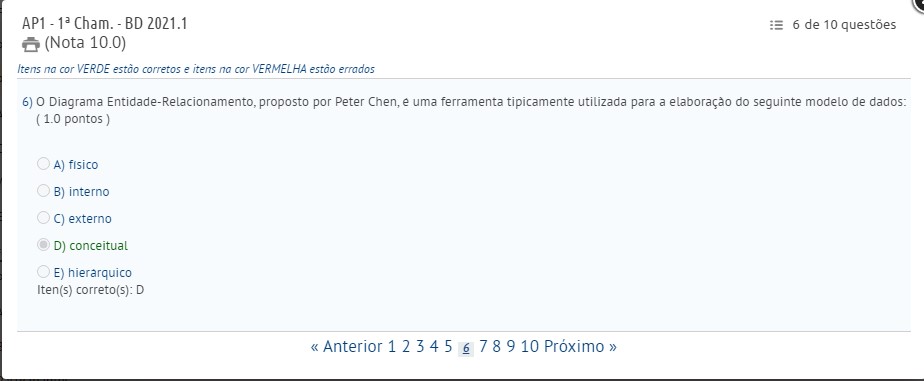 AP1 - 1ª Cham. - BD 2021.1
6 de 10 questões
(Nota 10.0)
Itens na cor VERDE estão corretos e itens na cor VERMELHA estão errados
6) O Diagrama Entidade-Relacionamento, proposto por Peter Chen, é uma ferramenta tipicamente utilizada para a elaboração do seguinte modelo de dados:
( 1.0 pontos )
A) físico
B) interno
C) externo
D) conceitual
E) hierárquico
Iten(s) correto(s): D
« Anterior 1 2 3 4 5 6 7 8 9 10 Próximo »